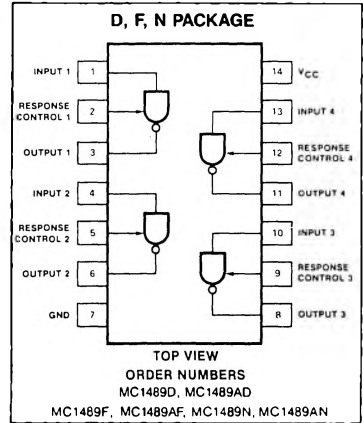 D, F, N PACKAGE
INPUT 1 1
RESPONSE CONTROL 1 2
OUTPUT 1 3
INPUT 2 4
RESPONSE CONTROL 2 5
OUTPUT 2 6
GND 7
14 VCC
13 INPUT 4
12 RESPONSE CONTROL 4
11 OUTPUT 4
10 INPUT 3
9 RESPONSE CONTROL 3
8 OUTPUT 3
TOP VIEW
ORDER NUMBERS
MC1489D, MC1489AD
MC1489F, MC1489AF, MC1489N, MC1489AN